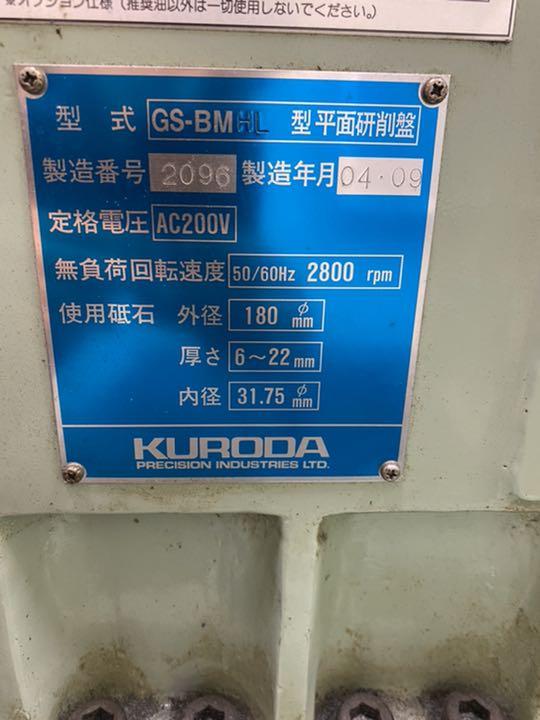 ※オプション仕様（推奨油以外は一切使用しないでください。）
型式 GS-BMHL 型平面研削盤
製造番号 2096 製造年月 04・09
定格電圧 AC200V
無負荷回転速度 50/60Hz 2800 rpm
使用砥石 外径 180 φ mm
厚さ 6～22 mm
内径 31.75 φ mm
KURODA
PRECISION INDUSTRIES LTD.